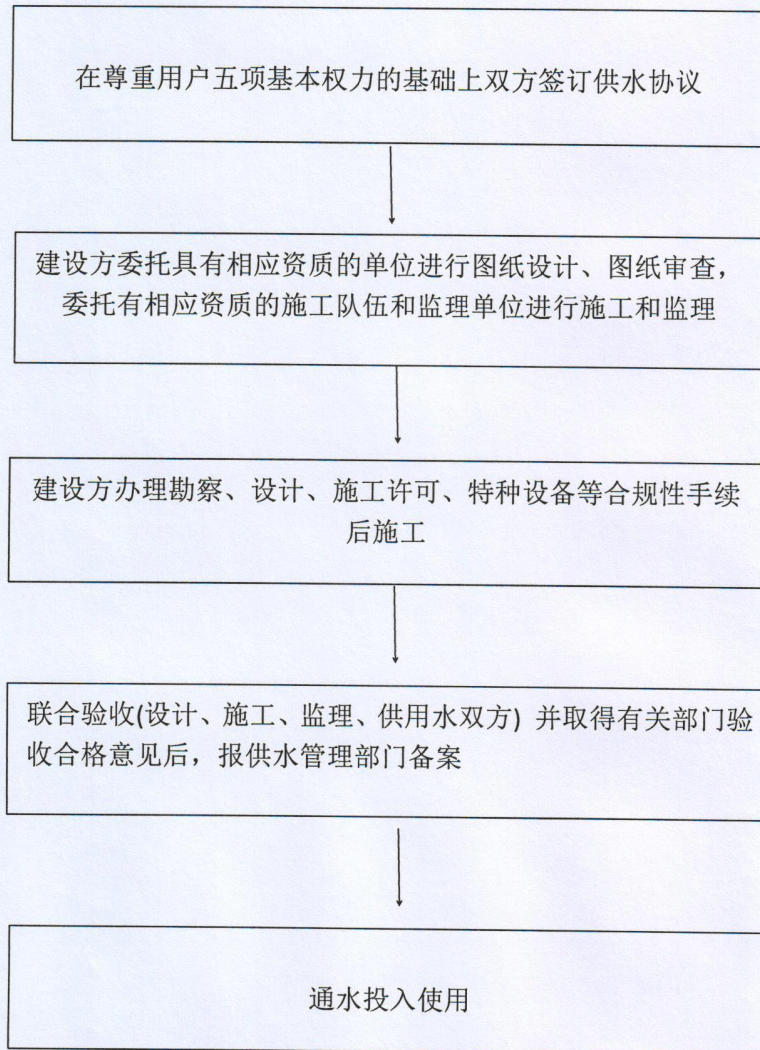 在尊重用户五项基本权力的基础上双方签订供水协议
建设方委托具有相应资质的单位进行图纸设计、图纸审查，
委托有相应资质的施工队伍和监理单位进行施工和监理
建设方办理勘察、设计、施工许可、特种设备等合规性手续
后施工
联合验收(设计、施工、监理、供用水双方) 并取得有关部门验
收合格意见后，报供水管理部门备案
通水投入使用